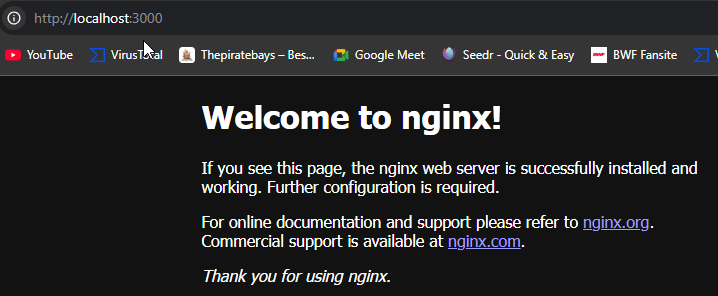 http://localhost:3000
YouTube VirusTotal Thepiratebays – Bes... Google Meet Seedr - Quick & Easy BWF Fansite
Welcome to nginx!
If you see this page, the nginx web server is successfully installed and
working. Further configuration is required.
For online documentation and support please refer to nginx.org.
Commercial support is available at nginx.com.
Thank you for using nginx.